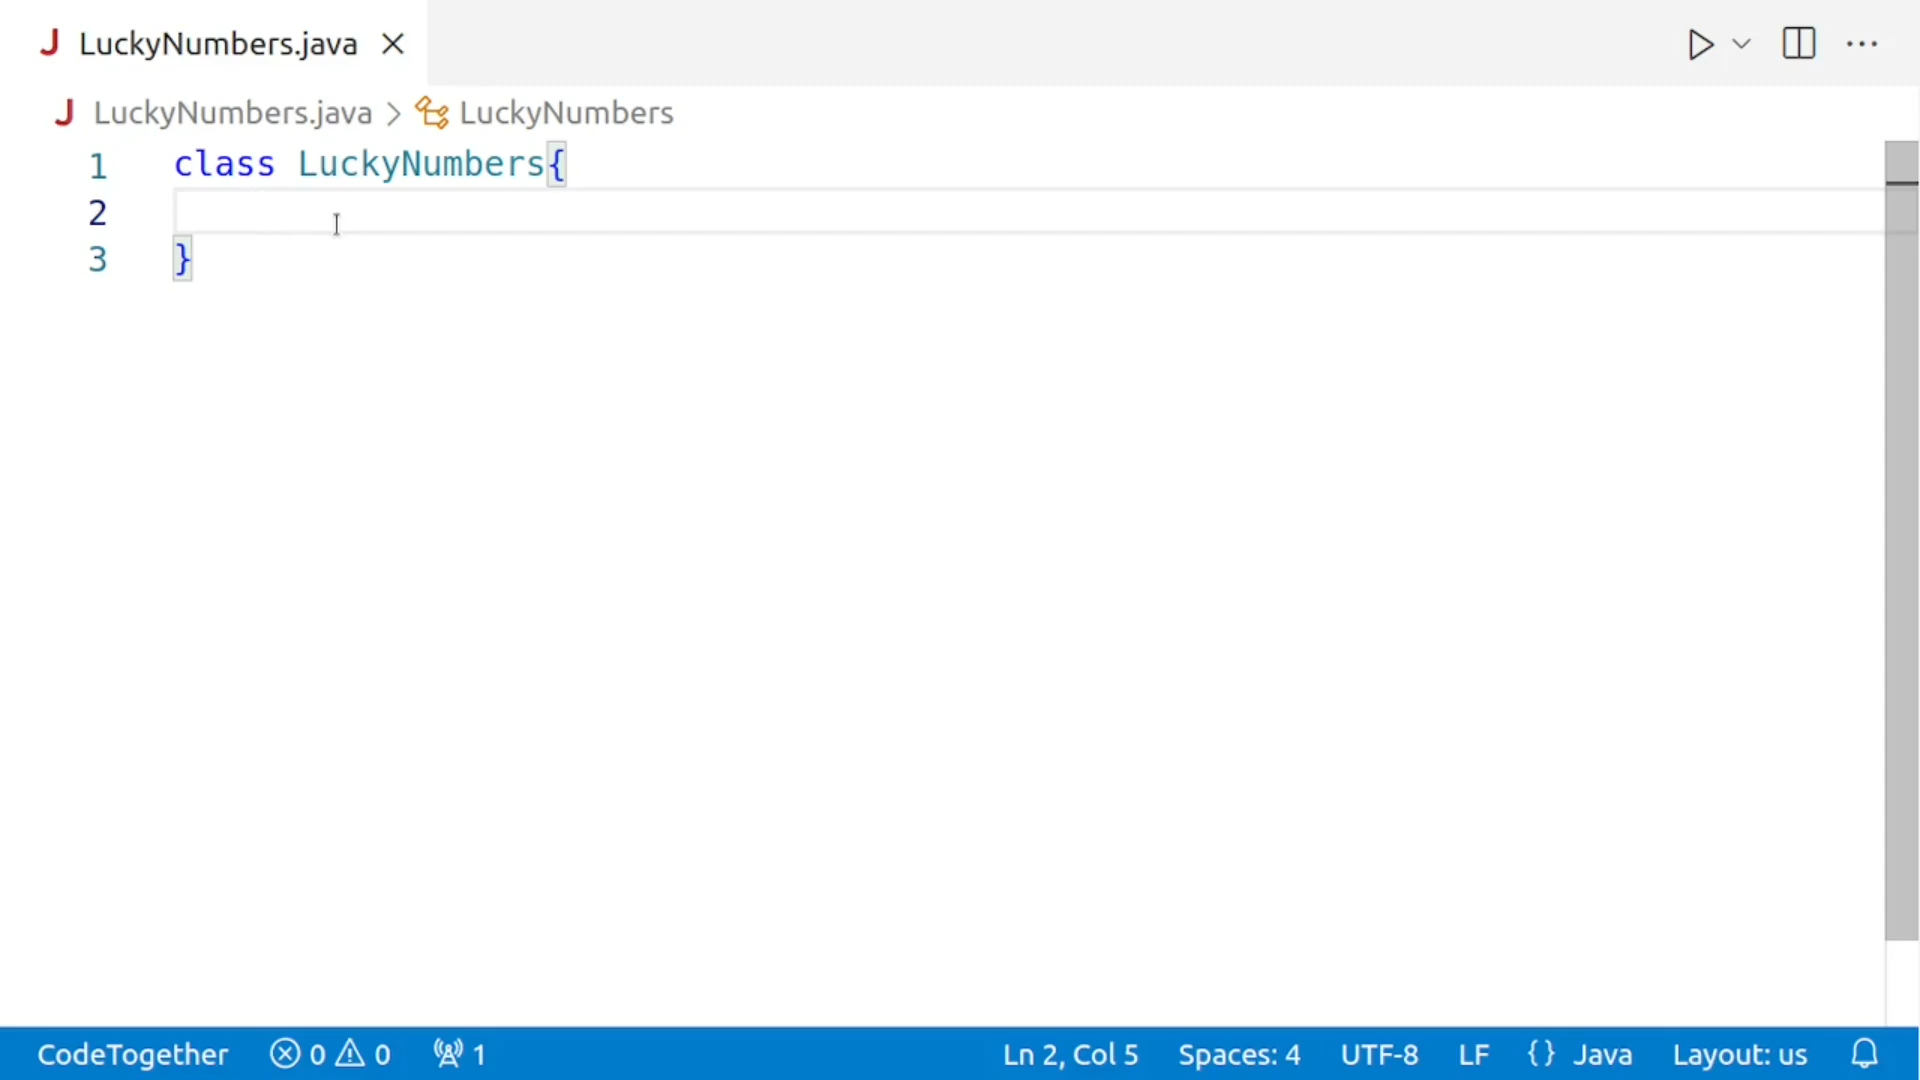 J LuckyNumbers.java
J LuckyNumbers.java > LuckyNumbers
1 class LuckyNumbers{
2
3 }
CodeTogether 0 0 1 Ln 2, Col 5 Spaces: 4 UTF-8 LF {} Java Layout: us